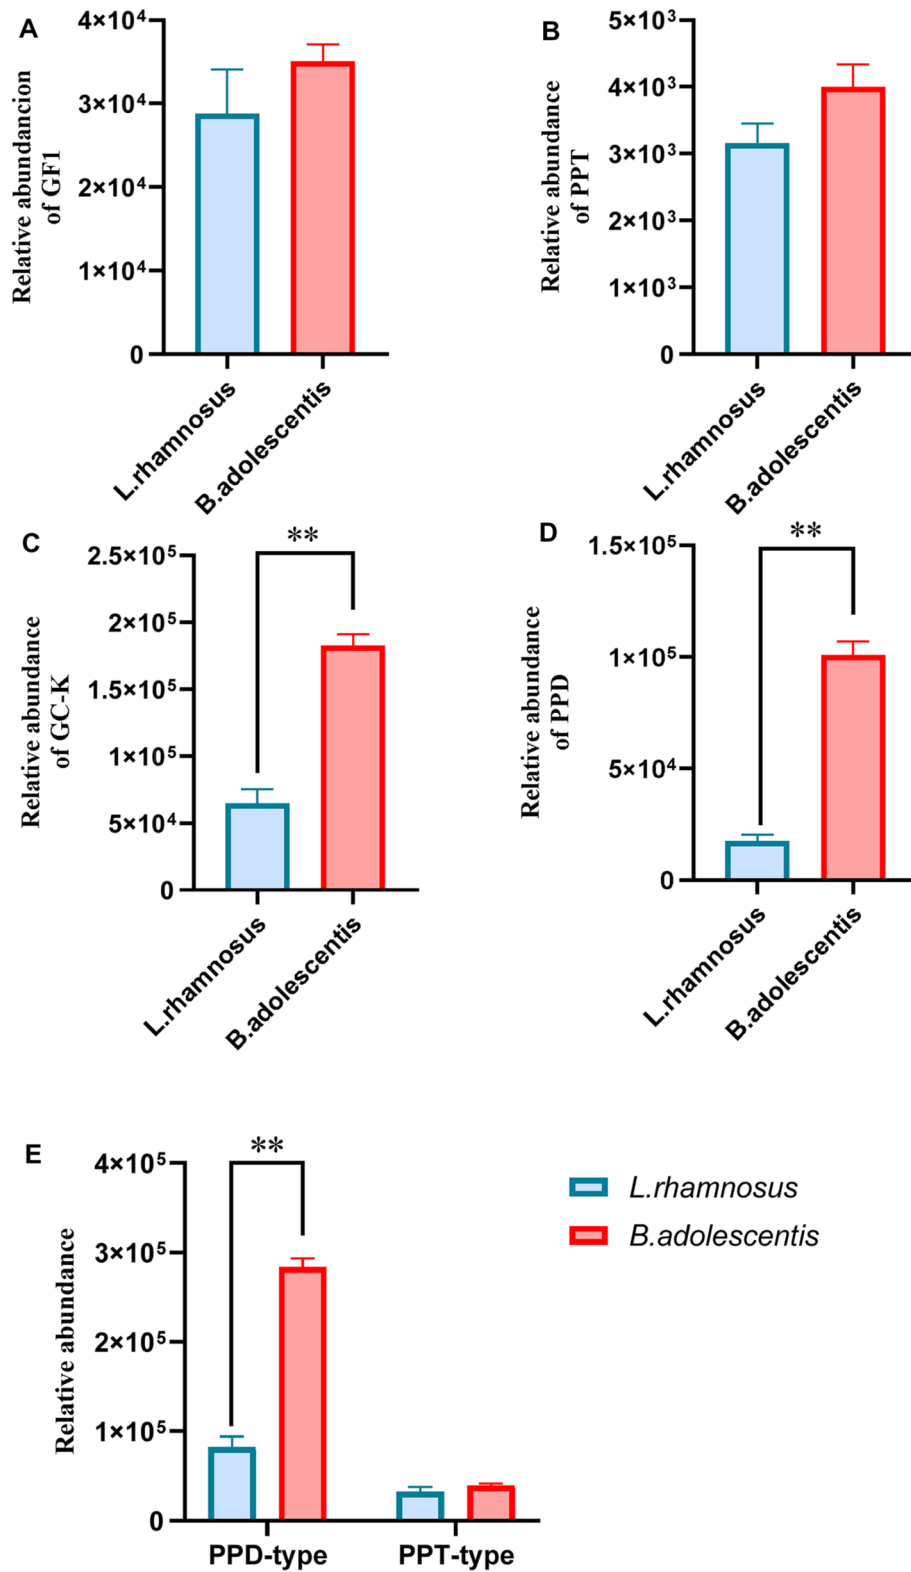 A
Relative abundancion
of GF1
4×10⁴
3×10⁴
2×10⁴
1×10⁴
0
L.rhamnosus
B.adolescentis
B
Relative abundance
of PPT
5×10³
4×10³
3×10³
2×10³
1×10³
0
L.rhamnosus
B.adolescentis
C
Relative abundance
of GC-K
2.5×10⁵
2×10⁵
1.5×10⁵
1×10⁵
5×10⁴
0
**
L.rhamnosus
B.adolescentis
D
Relative abundance
of PPD
1.5×10⁵
1×10⁵
5×10⁴
0
**
L.rhamnosus
B.adolescentis
E
Relative abundance
4×10⁵
3×10⁵
2×10⁵
1×10⁵
0
**
PPD-type
PPT-type
L.rhamnosus
B.adolescentis